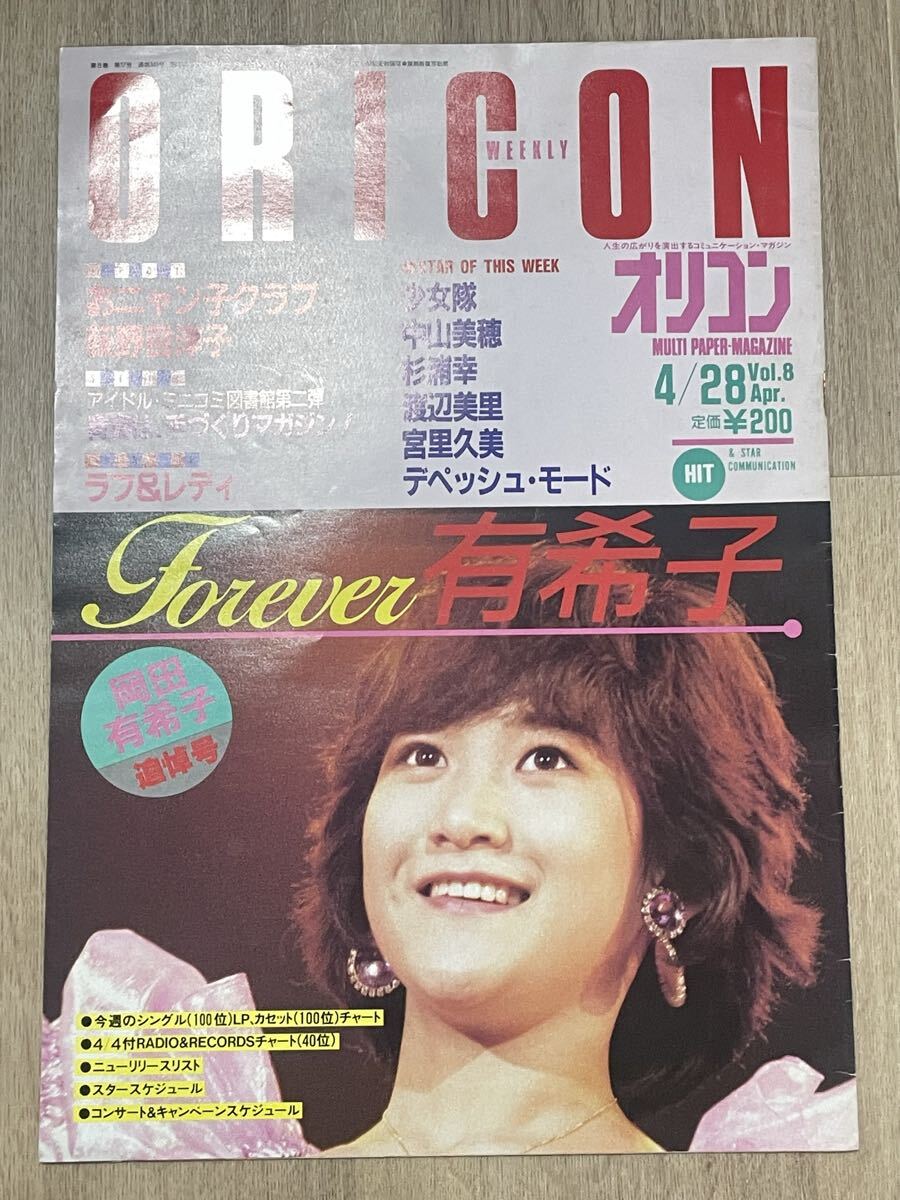 ORICON
WEEKLY
人生の広がりを演出するコミュニケーション・マガジン
オリコン
MULTI PAPER-MAGAZINE
4/28 Vol.8 Apr.
定価¥200
HIT & STAR COMMUNICATION
おニャン子クラブ
アイドル・ミニコミ図書館第二弾
ラフ&レディ
STAR OF THIS WEEK
少女隊
中山美穂
杉浦幸
渡辺美里
宮里久美
デペッシュ・モード
Forever 有希子
岡田
有希子
追悼号
●今週のシングル(100位)LP、カセット(100位)チャート
●4/4付RADIO&RECORDSチャート(40位)
●ニューリリースリスト
●スタースケジュール
●コンサート&キャンペーンスケジュール